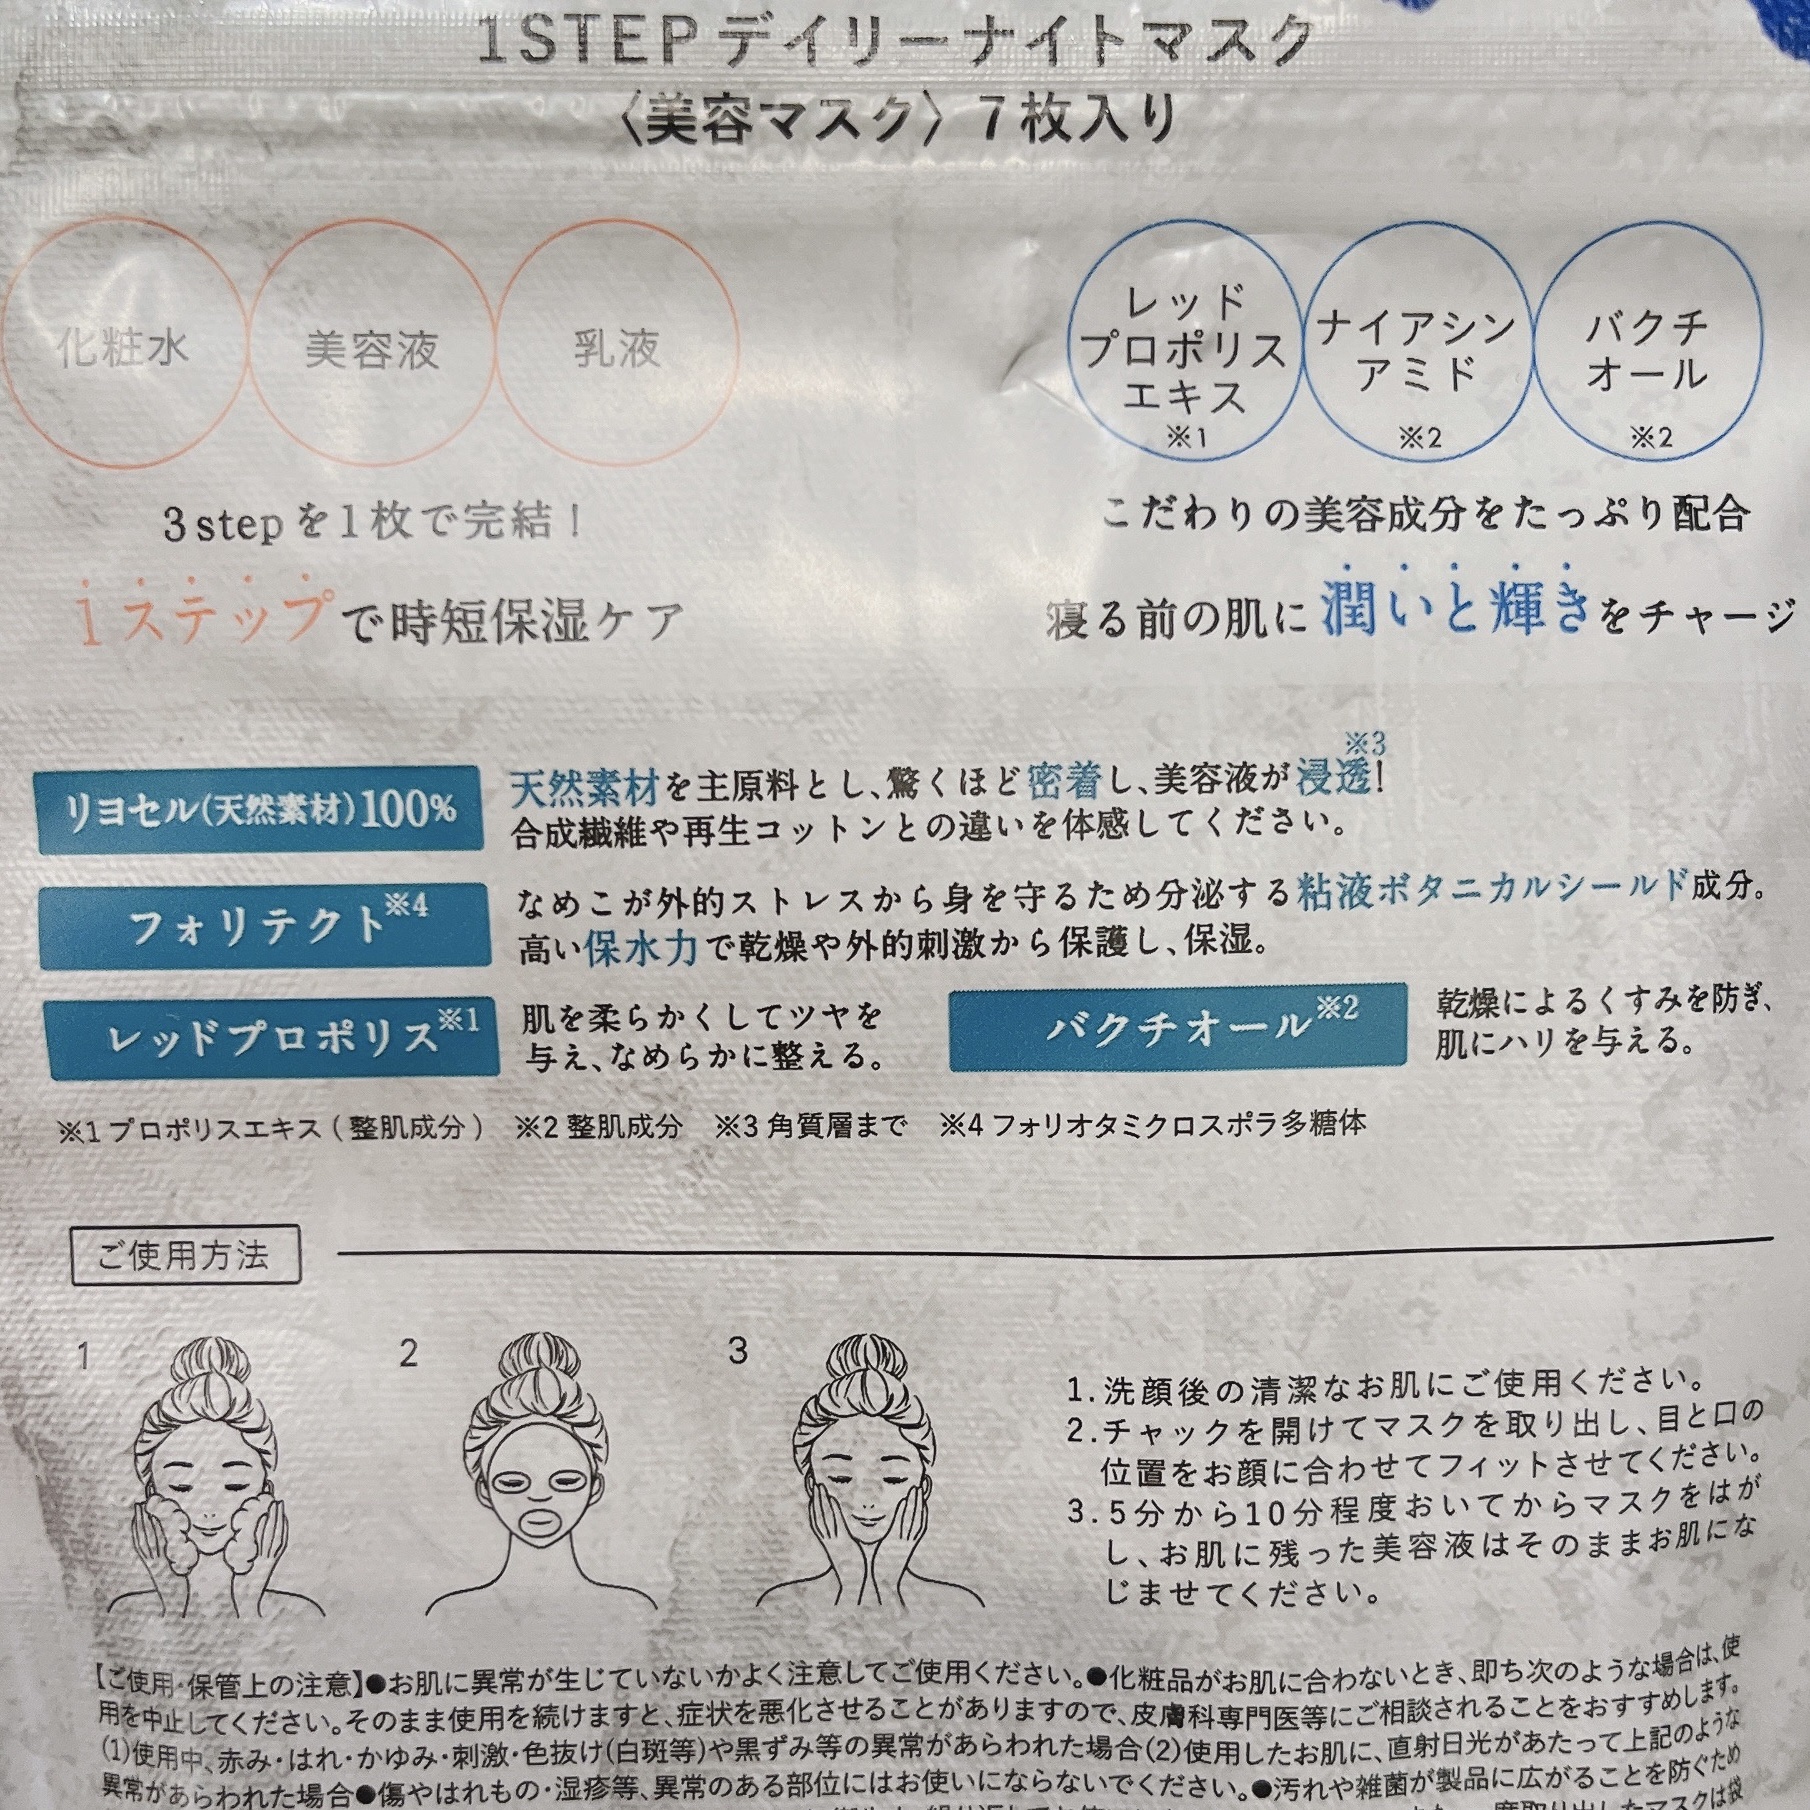 1STEPデイリーナイトマスク
〈美容マスク〉7枚入り
化粧水
美容液
乳液
レッド
プロポリス
エキス
※1
ナイアシン
アミド
※2
バクチ
オール
※2
3stepを1枚で完結！
1ステップで時短保湿ケア
こだわりの美容成分をたっぷり配合
寝る前の肌に潤いと輝きをチャージ
リヨセル(天然素材)100%
天然素材を主原料とし、驚くほど密着し、美容液が浸透※3!
合成繊維や再生コットンとの違いを体感してください。
フォリテクト※4
なめこが外的ストレスから身を守るため分泌する粘液ボタニカルシールド成分。
高い保水力で乾燥や外的刺激から保護し、保湿。
レッドプロポリス※1
肌を柔らかくしてツヤを
与え、なめらかに整える。
バクチオール※2
乾燥によるくすみを防ぎ、
肌にハリを与える。
※1 プロポリスエキス(整肌成分) ※2 整肌成分 ※3 角質層まで ※4 フォリオタミクロスポラ多糖体
ご使用方法
1
2
3
1.洗顔後の清潔なお肌にご使用ください。
2.チャックを開けてマスクを取り出し、目と口の
位置をお顔に合わせてフィットさせてください。
3.5分から10分程度おいてからマスクをはが
し、お肌に残った美容液はそのままお肌にな
じませてください。
【ご使用・保管上の注意】●お肌に異常が生じていないかよく注意してご使用ください。●化粧品がお肌に合わないとき、即ち次のような場合は、使
用を中止してください。そのまま使用を続けますと、症状を悪化させることがありますので、皮膚科専門医等にご相談されることをおすすめします。
(1)使用中、赤み・はれ・かゆみ・刺激・色抜け(白斑等)や黒ずみ等の異常があらわれた場合(2)使用したお肌に、直射日光があたって上記のような
異常があらわれた場合●傷やはれもの・湿疹等、異常のある部位にはお使いにならないでください。●汚れや雑菌が製品に広がることを防ぐため
度取り出したマスクは袋